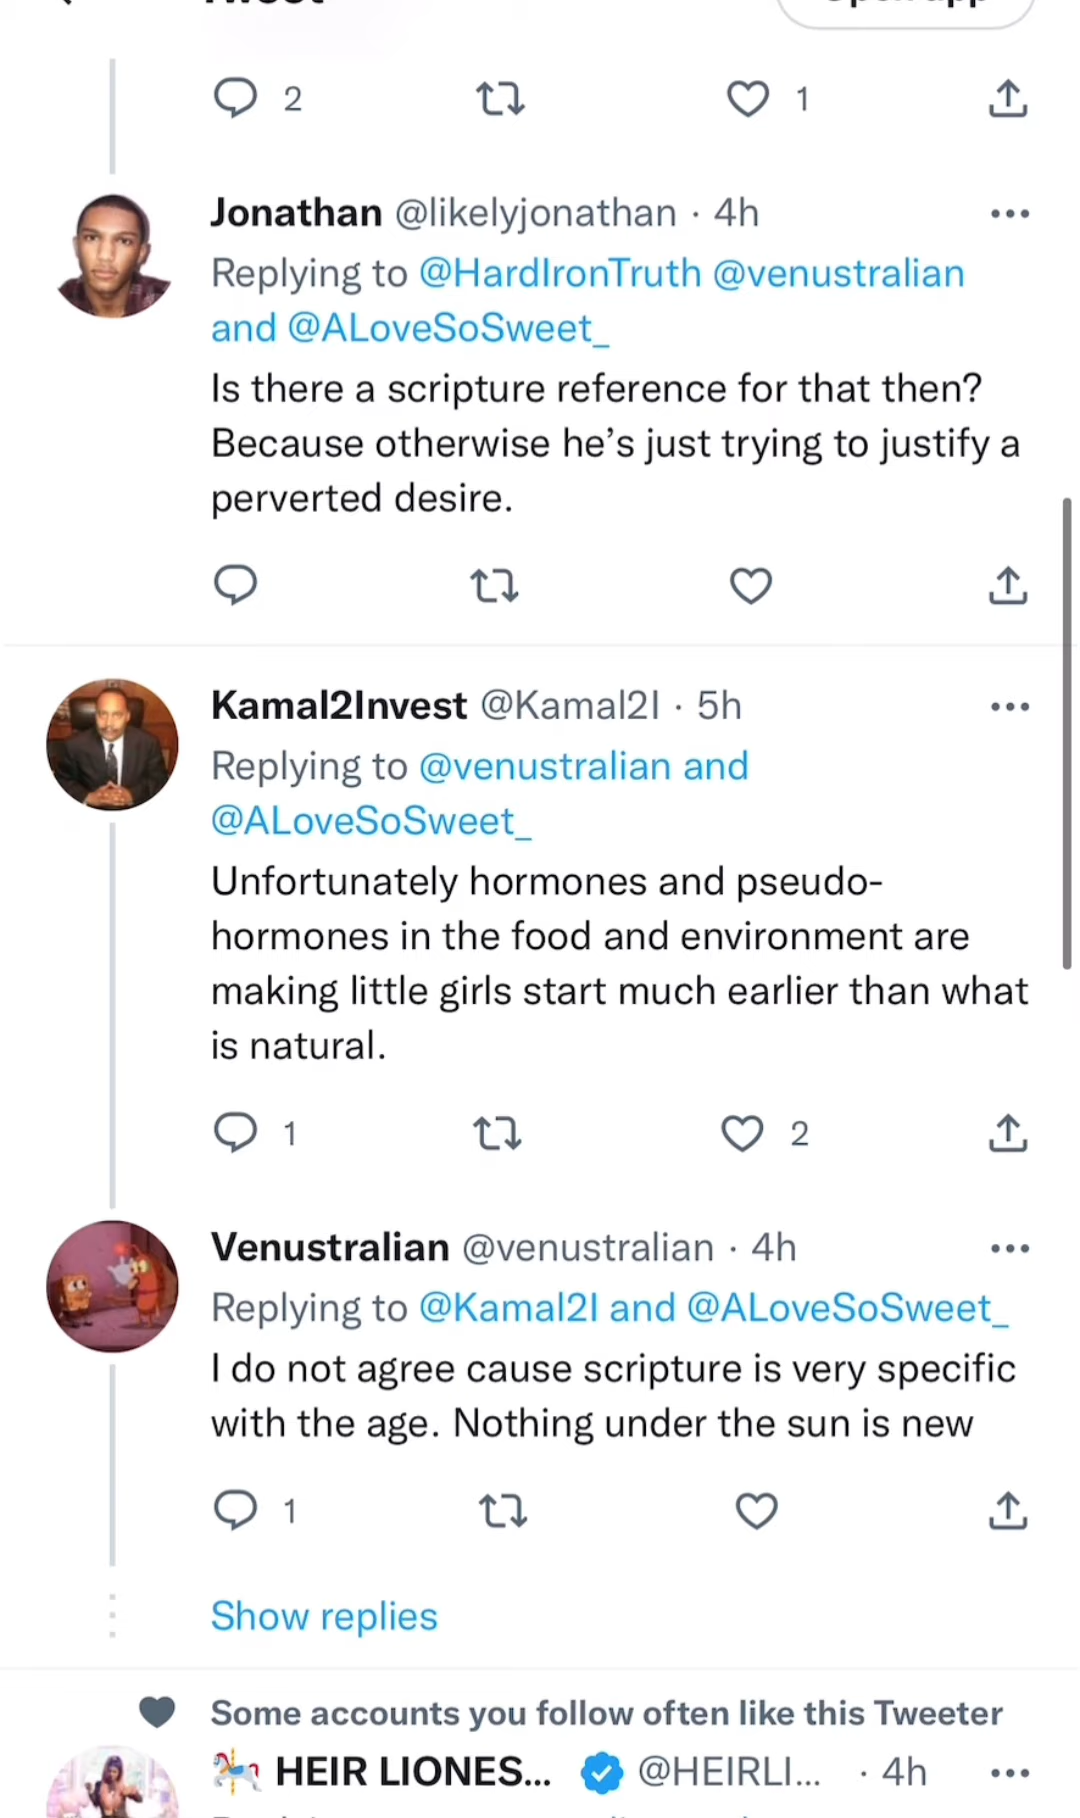 Tweet
Open app
2 1
Jonathan @likelyjonathan · 4h
Replying to @HardIronTruth @venustralian
and @ALoveSoSweet_
Is there a scripture reference for that then?
Because otherwise he’s just trying to justify a
perverted desire.
Kamal2Invest @Kamal2I · 5h
Replying to @venustralian and
@ALoveSoSweet_
Unfortunately hormones and pseudo-
hormones in the food and environment are
making little girls start much earlier than what
is natural.
1 2
Venustralian @venustralian · 4h
Replying to @Kamal2I and @ALoveSoSweet_
I do not agree cause scripture is very specific
with the age. Nothing under the sun is new
1
Show replies
Some accounts you follow often like this Tweeter
🎠 HEIR LIONES... @HEIRLI... · 4h